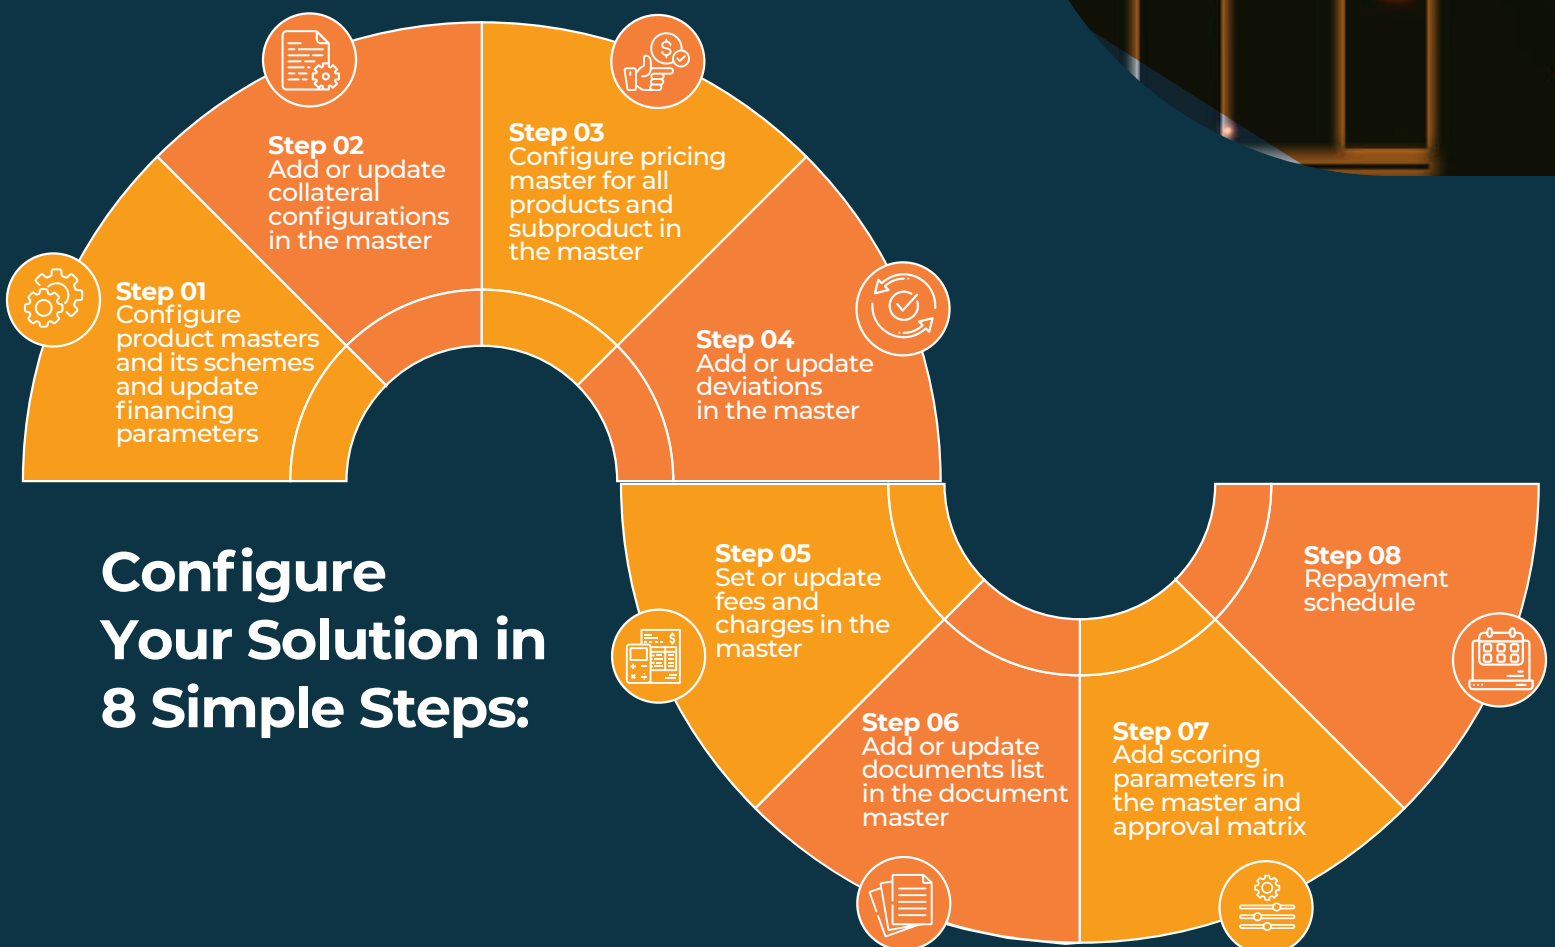 Step 01
Configure
product masters
and its schemes
and update
financing
parameters
Step 02
Add or update
collateral
configurations
in the master
Step 03
Configure pricing
master for all
products and
subproduct in
the master
Step 04
Add or update
deviations
in the master
Configure
Your Solution in
8 Simple Steps:
Step 05
Set or update
fees and
charges in the
master
Step 06
Add or update
documents list
in the document
master
Step 07
Add scoring
parameters in
the master and
approval matrix
Step 08
Repayment
schedule